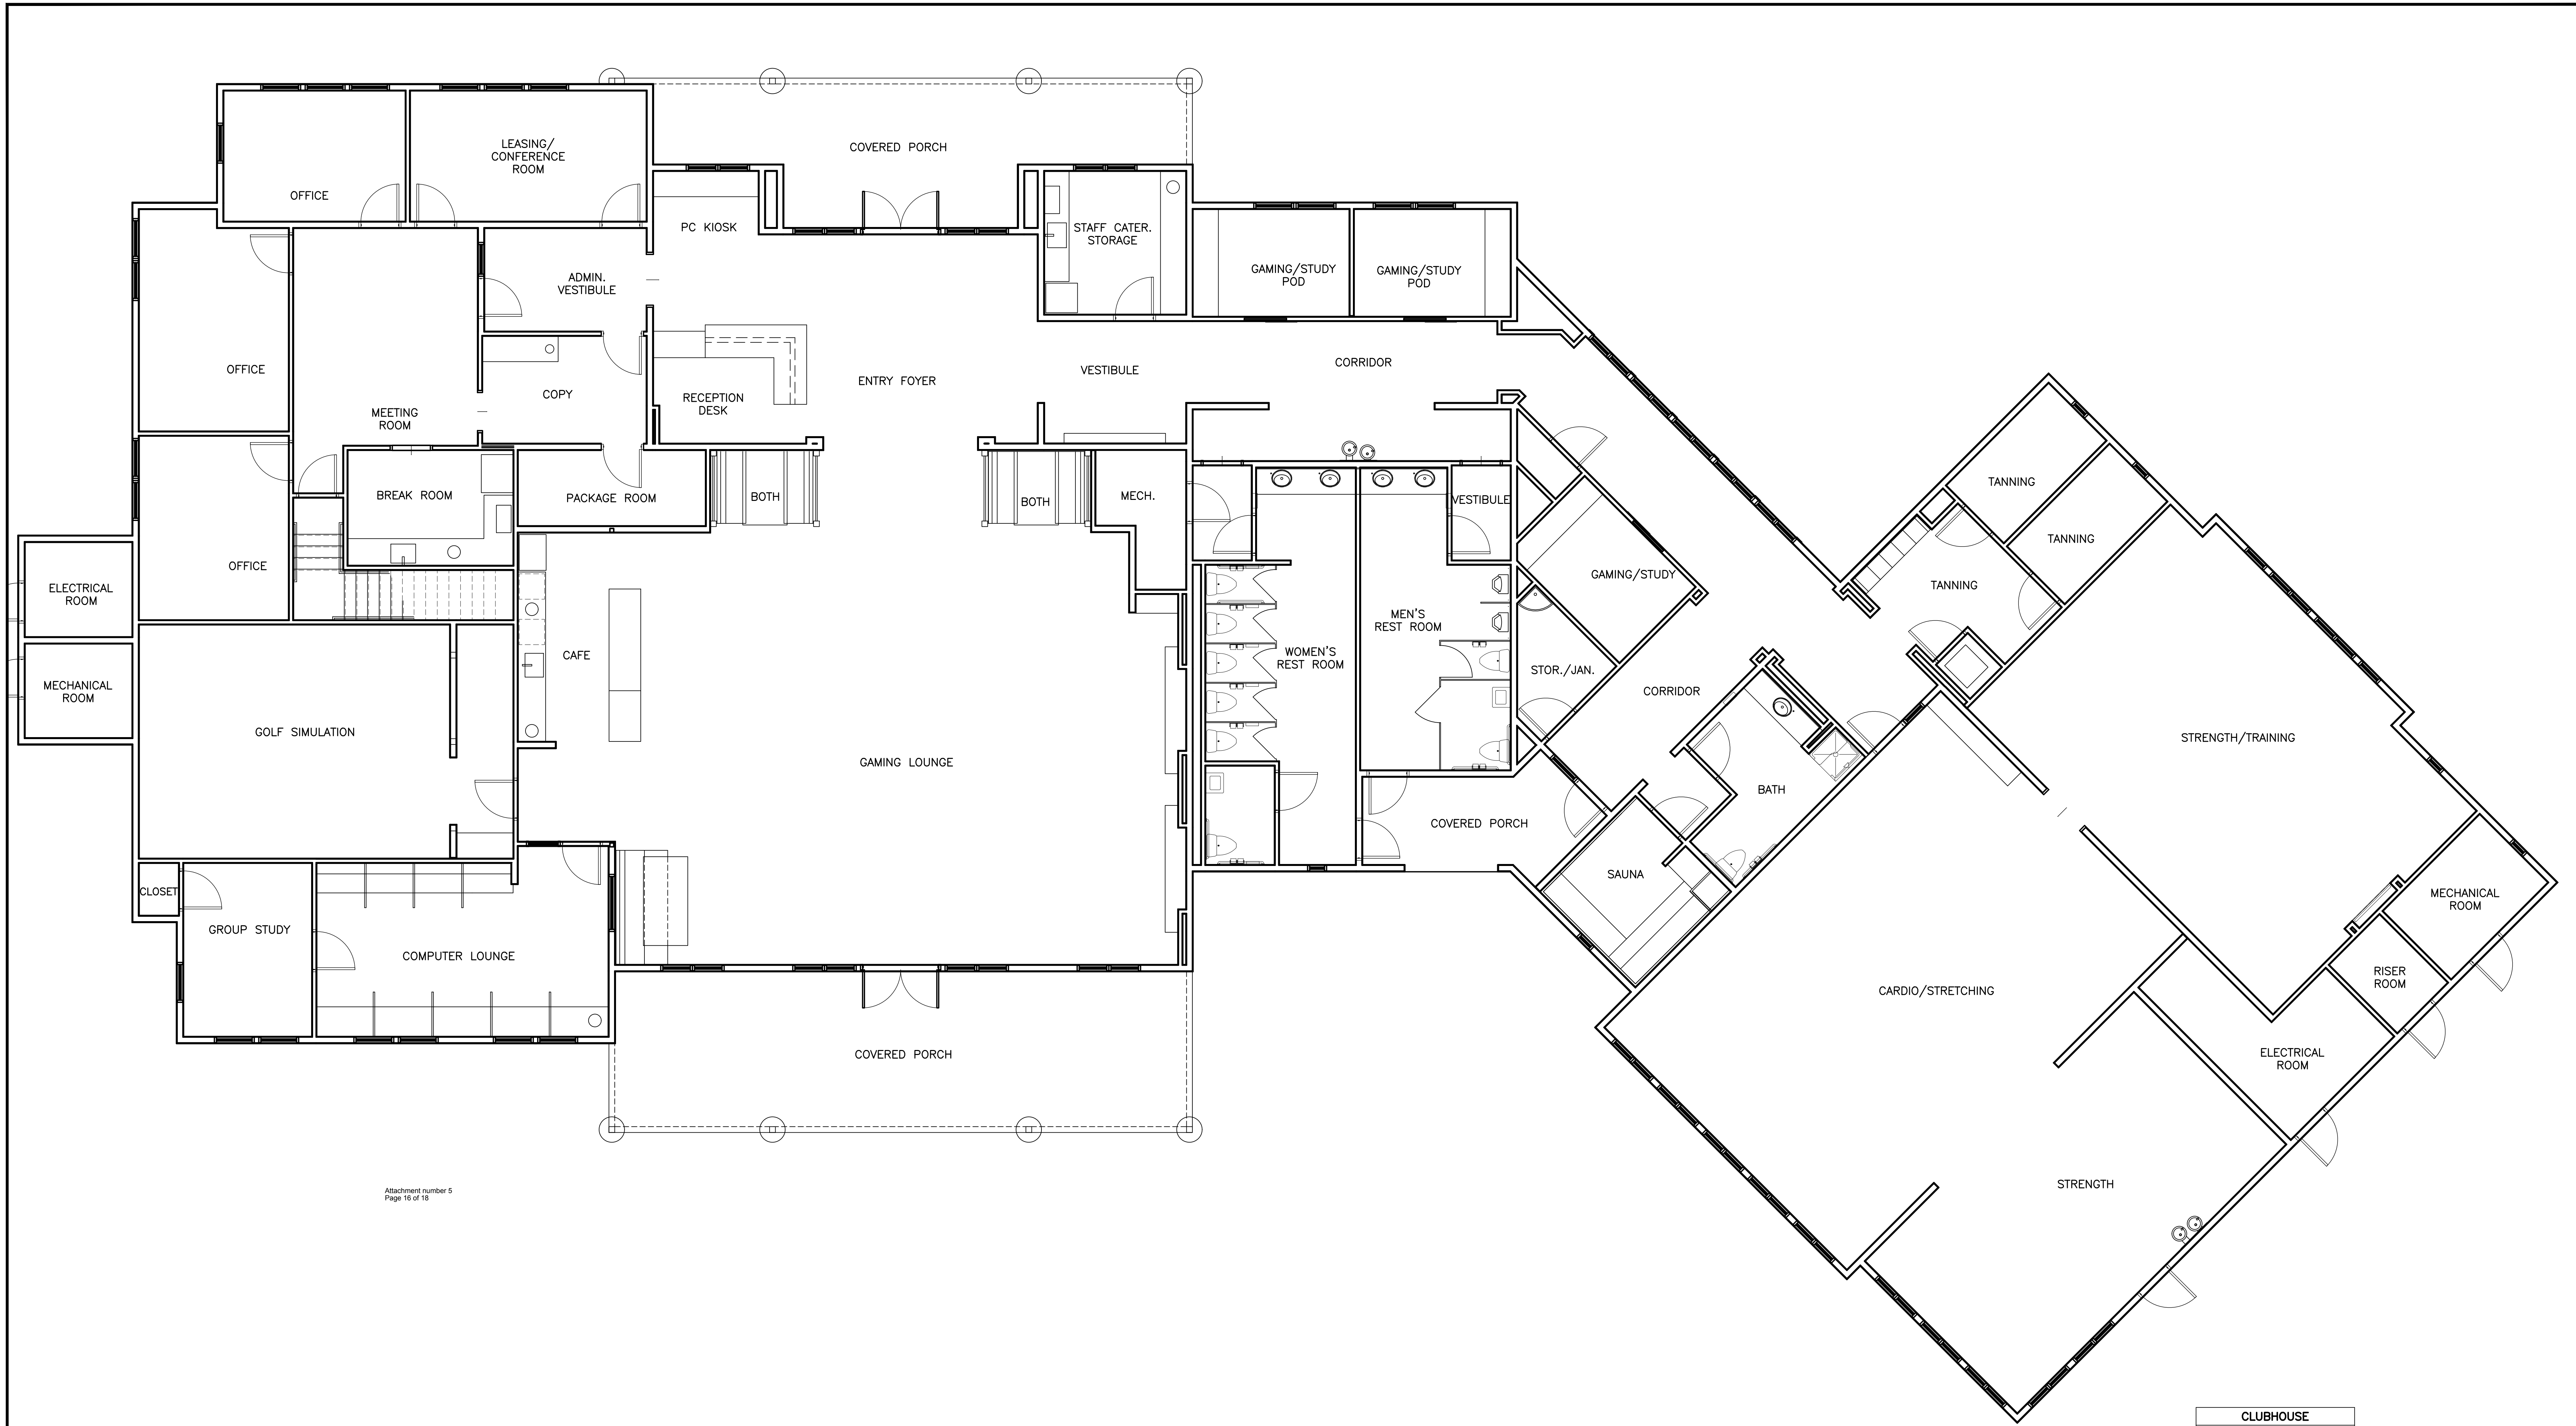 COVERED PORCH
LEASING/
CONFERENCE
ROOM
OFFICE
PC KIOSK
STAFF CATER.
STORAGE
GAMING/STUDY
POD
GAMING/STUDY
POD
ADMIN.
VESTIBULE
OFFICE
MEETING
ROOM
COPY
RECEPTION
DESK
ENTRY FOYER
VESTIBULE
CORRIDOR
BREAK ROOM
PACKAGE ROOM
BOTH
BOTH
MECH.
VESTIBULE
TANNING
TANNING
TANNING
OFFICE
ELECTRICAL
ROOM
GAMING/STUDY
MEN'S
REST ROOM
WOMEN'S
REST ROOM
CAFE
STOR./JAN.
MECHANICAL
ROOM
CORRIDOR
GOLF SIMULATION
GAMING LOUNGE
STRENGTH/TRAINING
BATH
COVERED PORCH
SAUNA
CLOSET
GROUP STUDY
COMPUTER LOUNGE
MECHANICAL
ROOM
RISER
ROOM
CARDIO/STRETCHING
COVERED PORCH
ELECTRICAL
ROOM
STRENGTH
Attachment number 5
Page 16 of 18
CLUBHOUSE